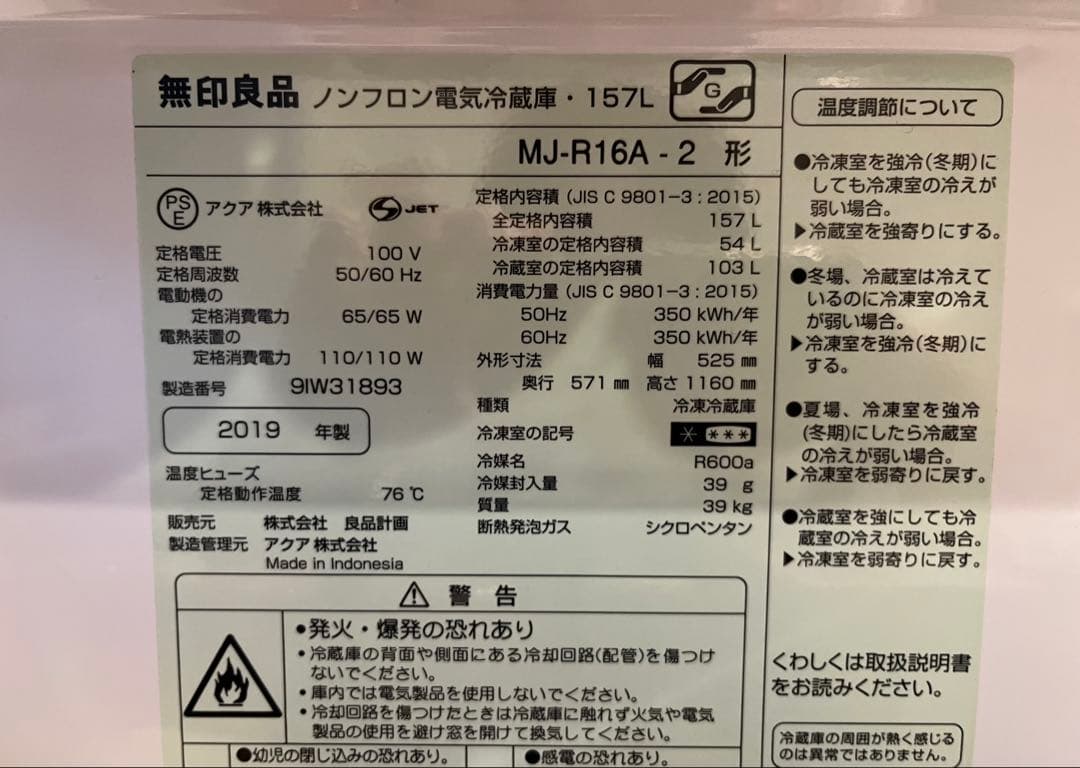 無印良品 ノンフロン電気冷蔵庫・157L G
MJ-R16A - 2 形
PS
E アクア 株式会社 S JET
定格電圧 100 V
定格周波数 50/60 Hz
電動機の
定格消費電力 65/65 W
電熱装置の
定格消費電力 110/110 W
製造番号 9IW31893
2019 年製
温度ヒューズ
定格動作温度 76 ℃
販売元 株式会社 良品計画
製造管理元 アクア 株式会社
Made in Indonesia
定格内容積 (JIS C 9801-3 : 2015)
全定格内容積 157 L
冷凍室の定格内容積 54 L
冷蔵室の定格内容積 103 L
消費電力量 (JIS C 9801-3 : 2015)
50Hz 350 kWh/年
60Hz 350 kWh/年
外形寸法 幅 525 ㎜
奥行 571 ㎜ 高さ 1160 ㎜
種類 冷凍冷蔵庫
冷凍室の記号 * ***
冷媒名 R600a
冷媒封入量 39 g
質量 39 kg
断熱発泡ガス シクロペンタン
⚠ 警 告
•発火・爆発の恐れあり
•冷蔵庫の背面や側面にある冷却回路(配管)を傷つけ
ないでください。
•庫内では電気製品を使用しないでください。
•冷却回路を傷つけたときは冷蔵庫に触れず火気や電気
製品の使用を避け窓を開けて換気してください。
●幼児の閉じ込みの恐れあり。 ●感電の恐れあり。
温度調節について
●冷凍室を強冷(冬期)に
しても冷凍室の冷えが
弱い場合。
▶冷蔵室を強寄りにする。
●冬場、冷蔵室は冷えて
いるのに冷凍室の冷え
が弱い場合。
▶冷凍室を強冷(冬期)に
する。
●夏場、冷凍室を強冷
(冬期)にしたら冷蔵室
の冷えが弱い場合。
▶冷凍室を弱寄りに戻す。
●冷蔵室を強にしても冷
蔵室の冷えが弱い場合。
▶冷凍室を弱寄りに戻す。
くわしくは取扱説明書
をお読みください。
冷蔵庫の周囲が熱く感じる
のは異常ではありません。